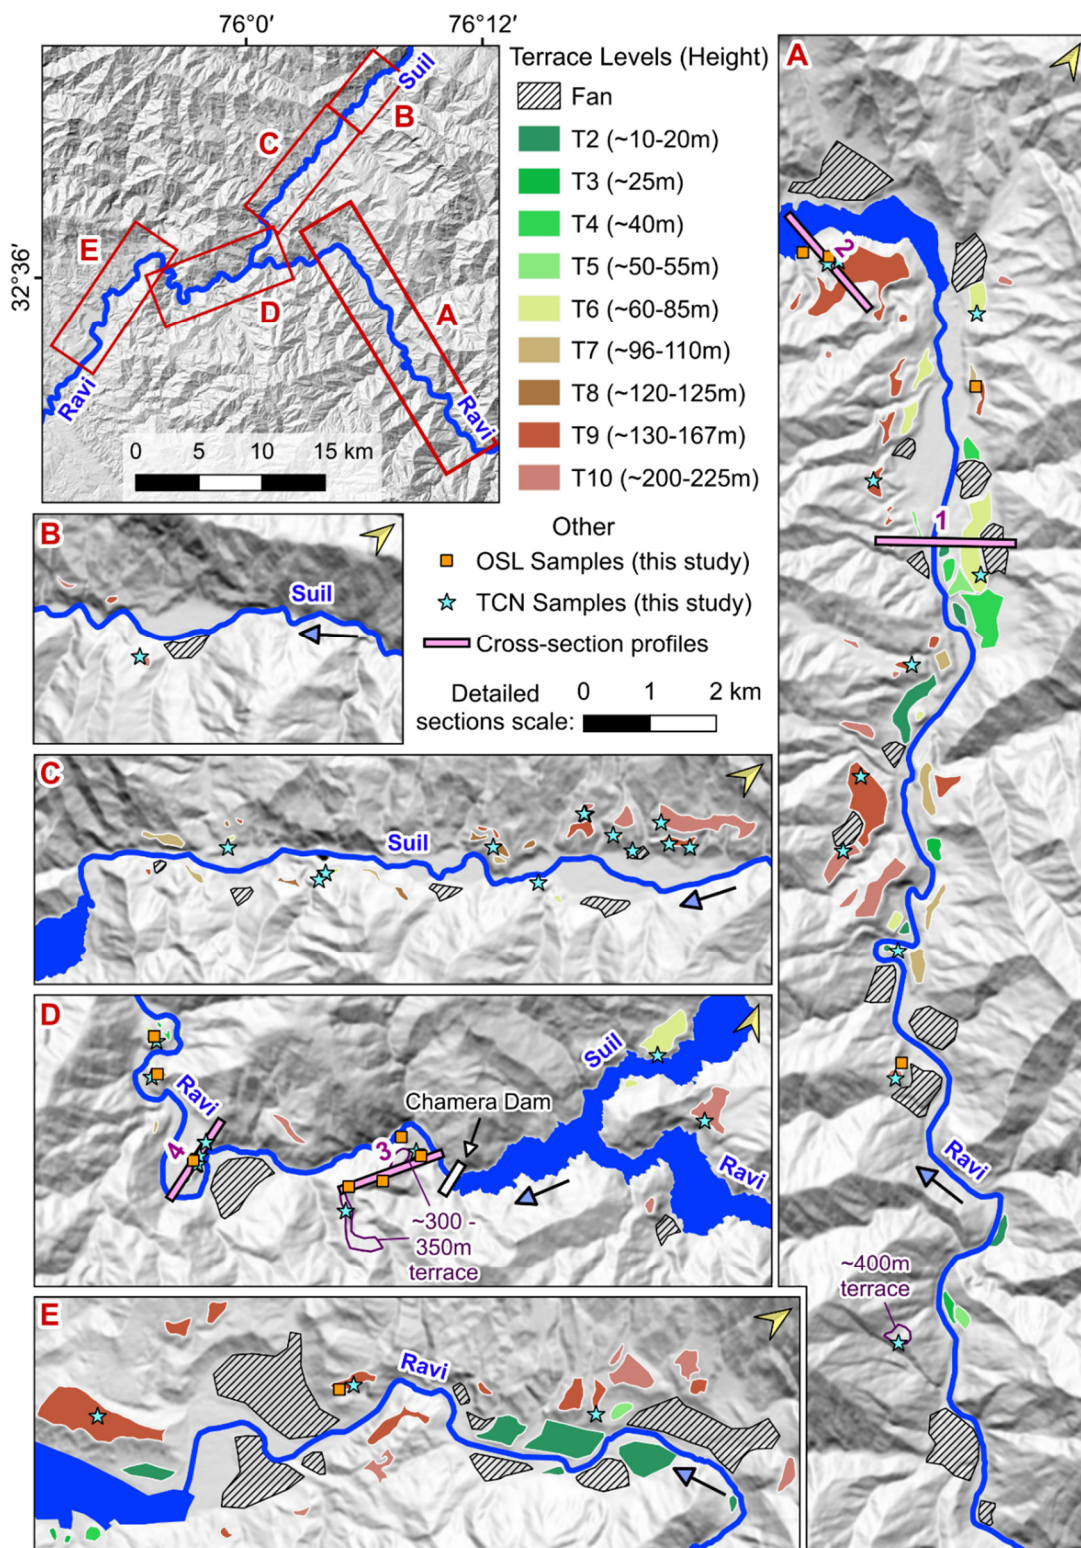 76°0′ 76°12′
32°36′
Suil
B
C
E
D
A
Ravi
Ravi
0 5 10 15 km
Terrace Levels (Height)
Fan
T2 (~10-20m)
T3 (~25m)
T4 (~40m)
T5 (~50-55m)
T6 (~60-85m)
T7 (~96-110m)
T8 (~120-125m)
T9 (~130-167m)
T10 (~200-225m)
Other
OSL Samples (this study)
TCN Samples (this study)
Cross-section profiles
Detailed
sections scale:
0 1 2 km
A
2
1
Ravi
~400m
terrace
B
Suil
C
Suil
D
Suil
Ravi
Chamera Dam
4
3
Ravi
~300 -
350m
terrace
E
Ravi